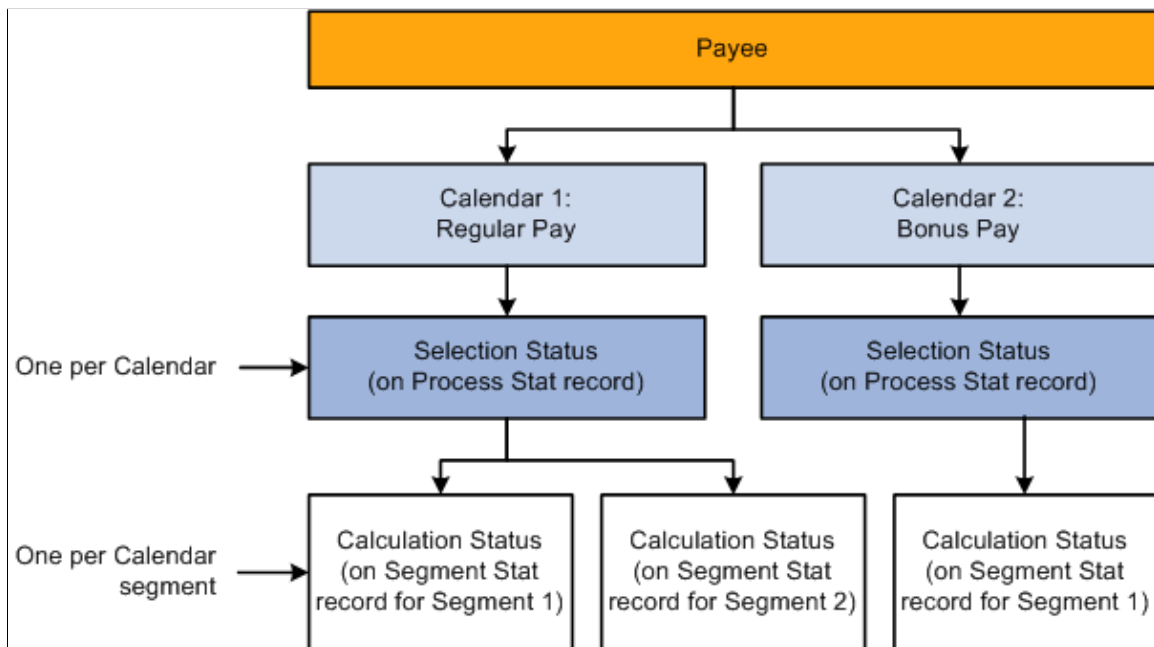 Payee
Calendar 1:
Regular Pay
Calendar 2:
Bonus Pay
One per Calendar
Selection Status
(on Process Stat record)
Selection Status
(on Process Stat record)
One per Calendar
segment
Calculation Status
(on Segment Stat
record for Segment 1)
Calculation Status
(on Segment Stat
record for Segment 2)
Calculation Status
(on Segment Stat
record for Segment 1)